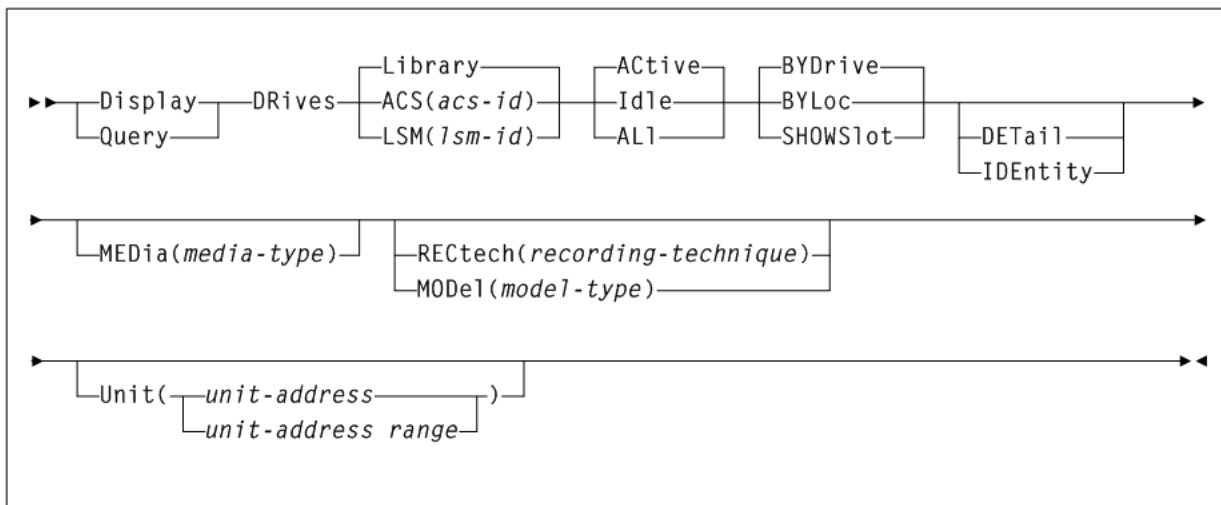 Library ACtive BYDrive
Display DRives ACS(acs-id) Idle BYLoc
Query LSM(lsm-id) ALl SHOWSlot DETail
IDEntity
MEDia(media-type) RECtech(recording-technique)
MODel(model-type)
Unit( unit-address )
unit-address range